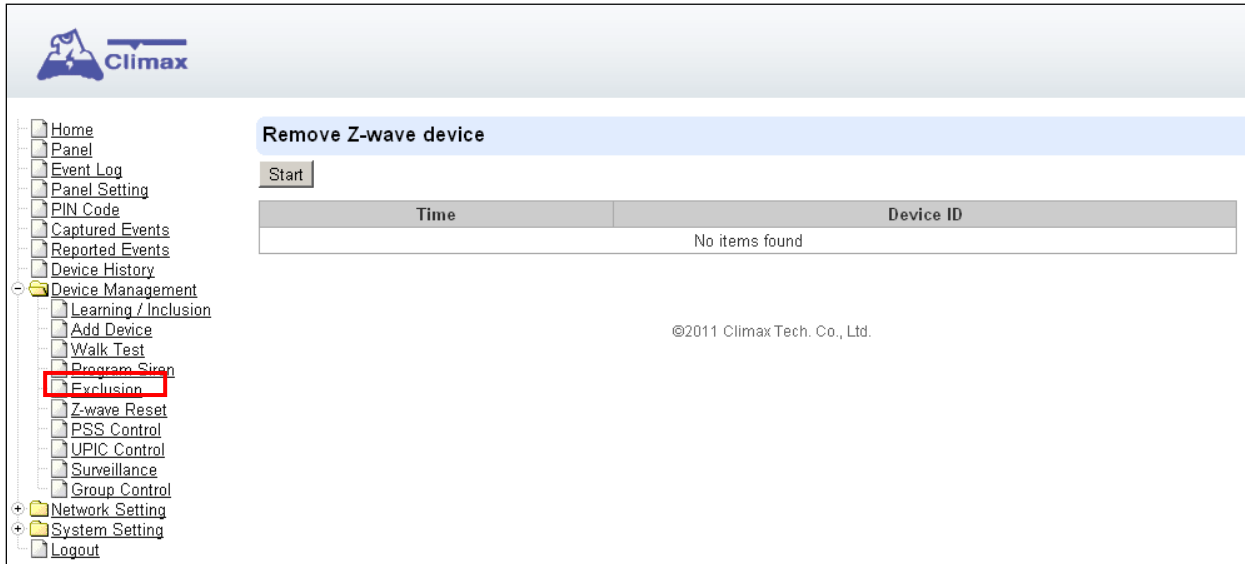 Climax
Home
Panel
Event Log
Panel Setting
PIN Code
Captured Events
Reported Events
Device History
Device Management
Learning / Inclusion
Add Device
Walk Test
Program Siren
Exclusion
Z-wave Reset
PSS Control
UPIC Control
Surveillance
Group Control
Network Setting
System Setting
Logout
Remove Z-wave device
Start
Time Device ID
No items found
©2011 Climax Tech. Co., Ltd.